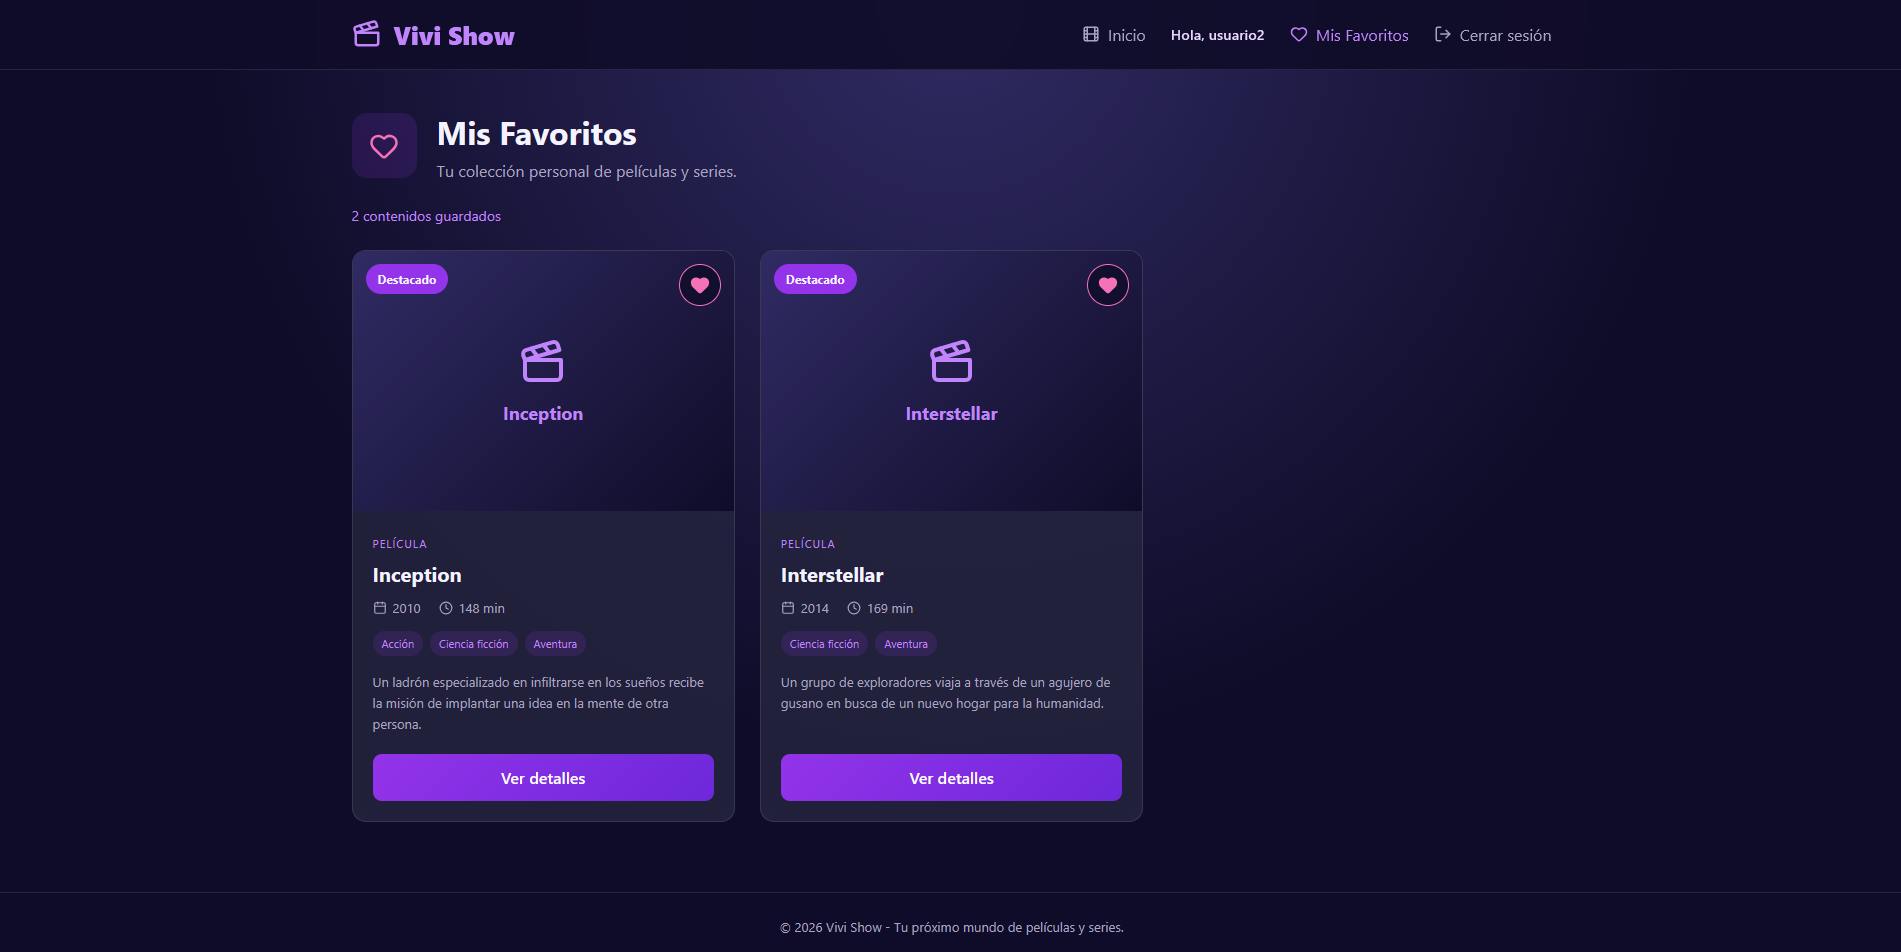 Vivi Show
Inicio
Hola, usuario2
Mis Favoritos
Cerrar sesión
Mis Favoritos
Tu colección personal de películas y series.
2 contenidos guardados
Destacado
Inception
PELÍCULA
Inception
2010
148 min
Acción
Ciencia ficción
Aventura
Un ladrón especializado en infiltrarse en los sueños recibe
la misión de implantar una idea en la mente de otra
persona.
Ver detalles
Destacado
Interstellar
PELÍCULA
Interstellar
2014
169 min
Ciencia ficción
Aventura
Un grupo de exploradores viaja a través de un agujero de
gusano en busca de un nuevo hogar para la humanidad.
Ver detalles
© 2026 Vivi Show - Tu próximo mundo de películas y series.